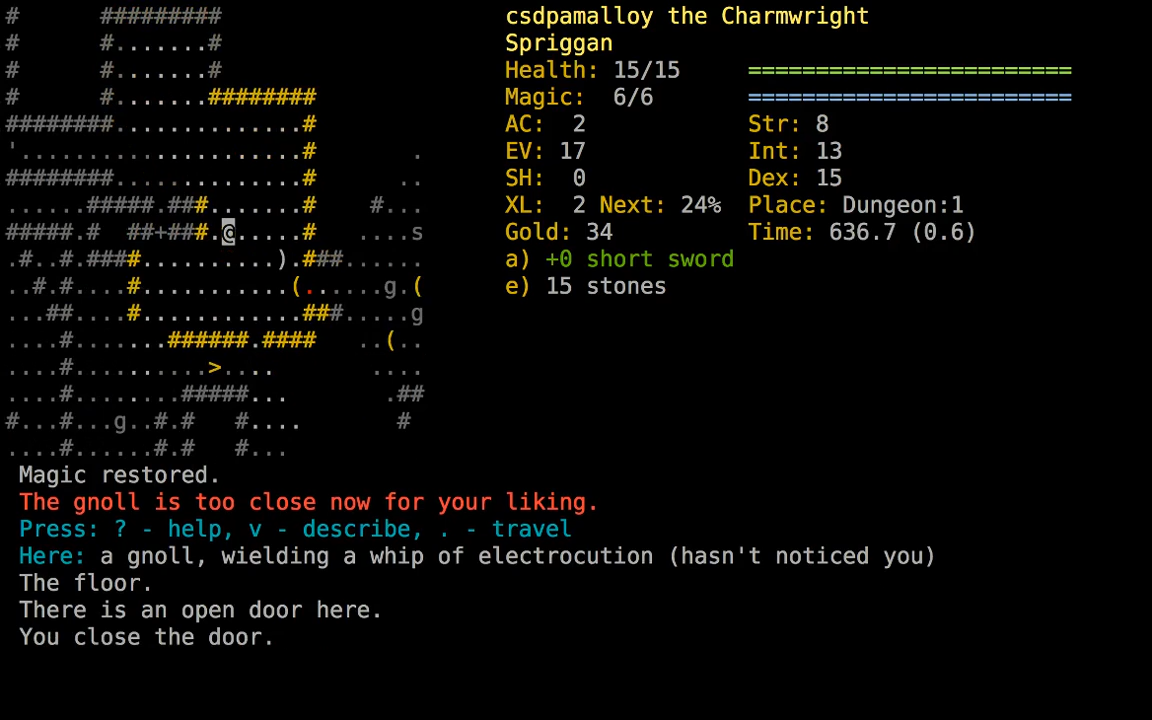 #      #########                     csdpamalloy the Charmwright
#      #.......#                     Spriggan
#      #.......#                     Health: 15/15     ========================
#      #.......########              Magic:  6/6      ========================
########..............#              AC:  2            Str: 8
'.....................#       .      EV: 17            Int: 13
########..............#      ..      SH:  0            Dex: 15
......#####.###.......#    #...      XL:  2 Next: 24%  Place: Dungeon:1
#####.#  ##+###.@.....#   ....s      Gold: 34          Time: 636.7 (0.6)
.#..#.####..........).###......      a) +0 short sword
..#.#....#...........(.......g.(      e) 15 stones
...##....#............###.....g
....#.......######.####   ..(..
....#..........>....       ....
....#........#####...       .##
#...#...g..#.#   #....       #
....#......#.#   #...
Magic restored.
The gnoll is too close now for your liking.
Press: ? - help, v - describe, . - travel
Here: a gnoll, wielding a whip of electrocution (hasn't noticed you)
The floor.
There is an open door here.
You close the door.